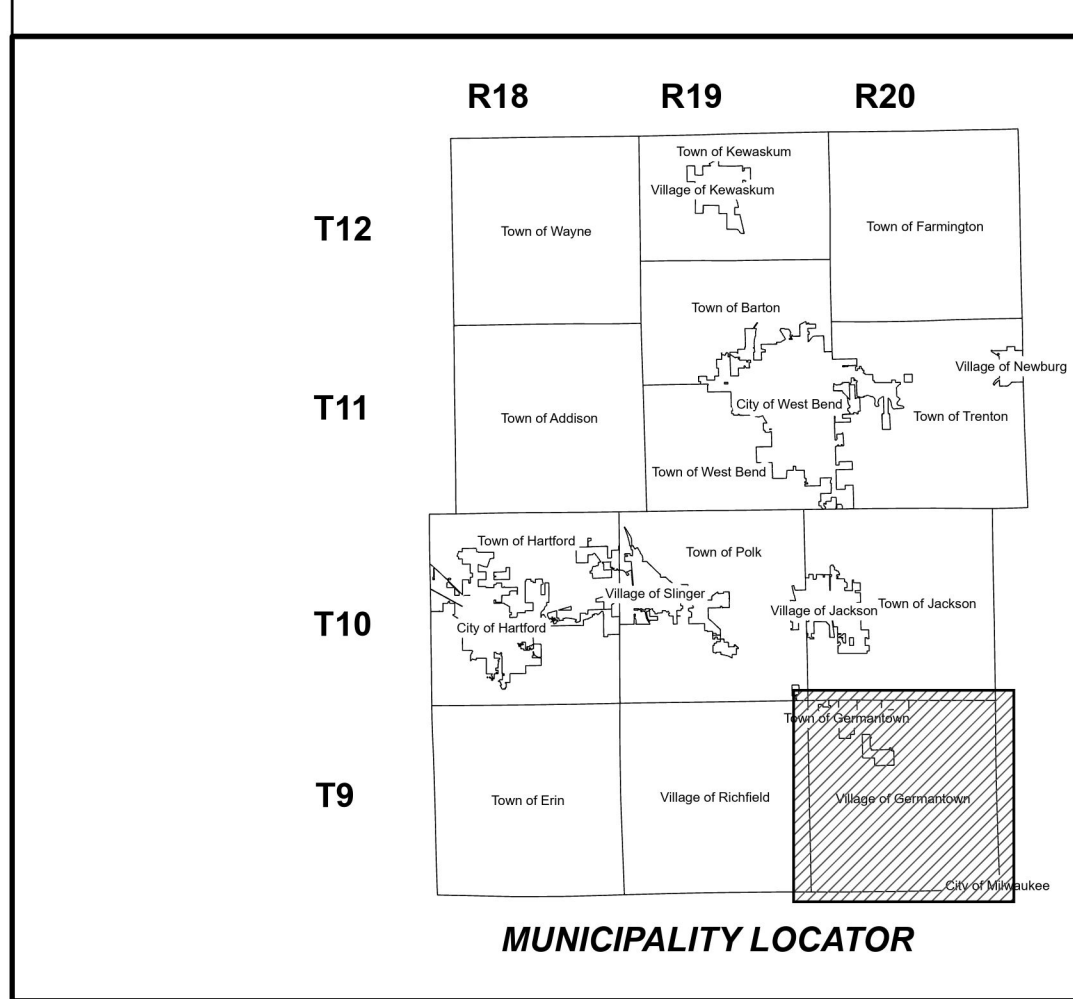 R18 R19 R20
Town of Kewaskum
Village of Kewaskum
T12
Town of Wayne
Town of Farmington
Town of Barton
Village of Newburg
T11
City of West Bend
Town of Addison
Town of Trenton
Town of West Bend
Town of Hartford
Town of Polk
Village of Slinger
Village of Jackson
Town of Jackson
T10
City of Hartford
Town of Germantown
T9
Town of Erin
Village of Richfield
Village of Germantown
City of Milwaukee
MUNICIPALITY LOCATOR